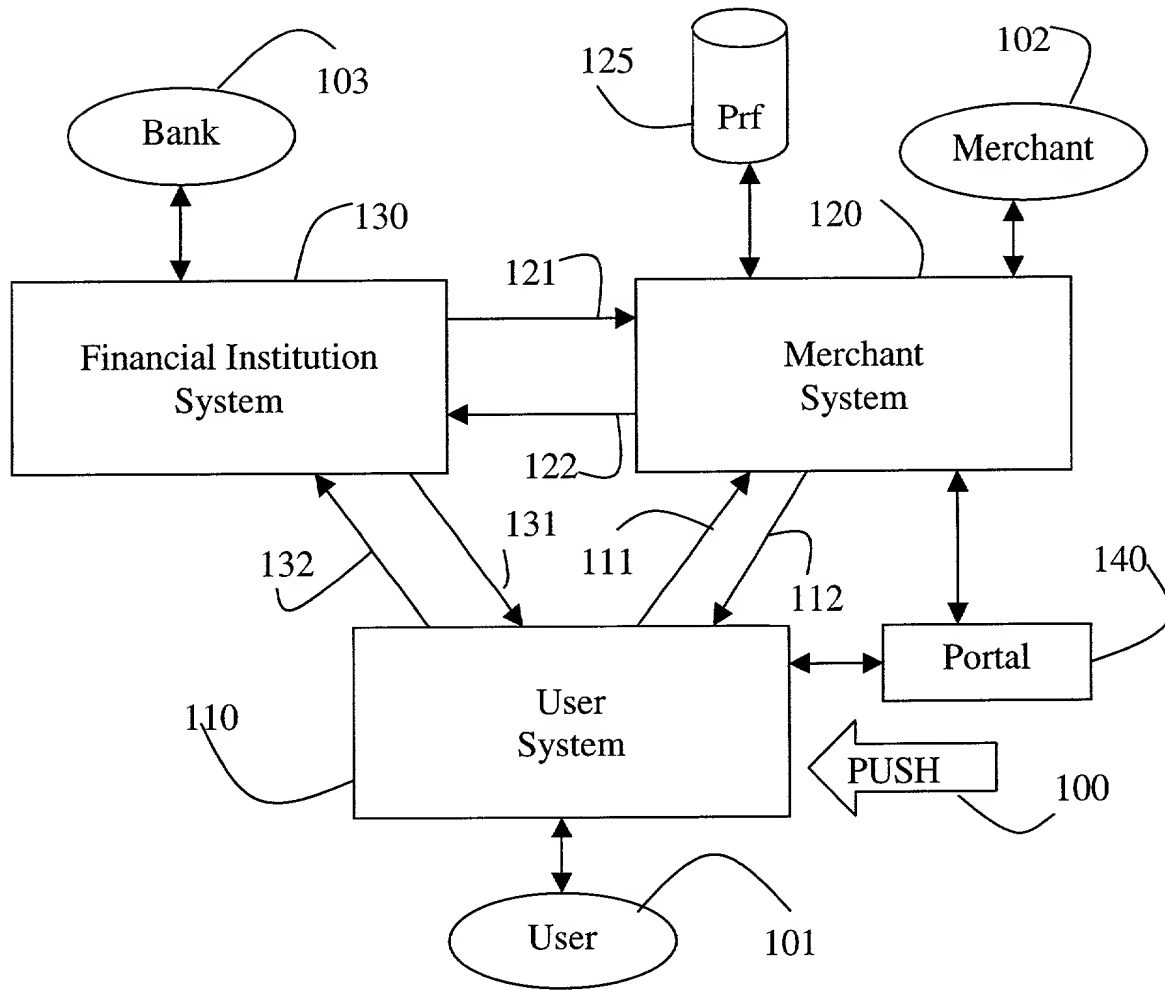 102
125
103
Prf
Bank
Merchant
130
120
121
Financial Institution
System
Merchant
System
122
131
111
132
112
140
Portal
110
User
System
PUSH
100
User
101